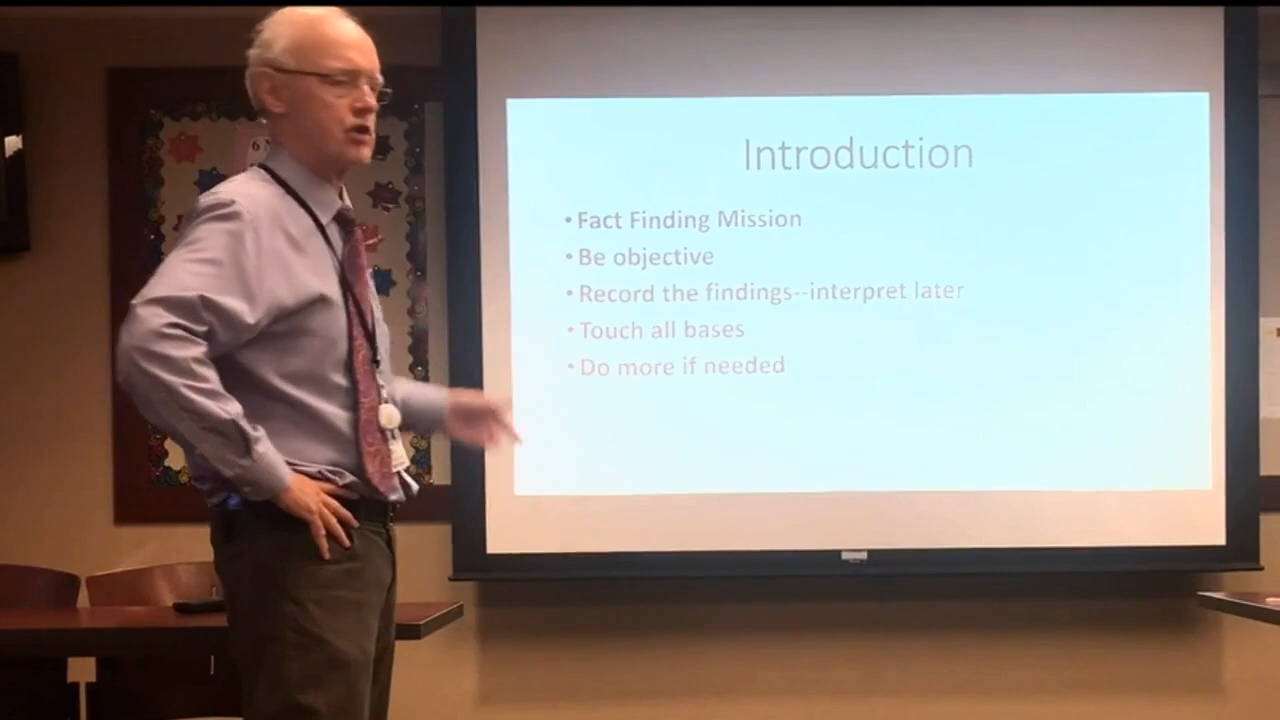 Introduction
• Fact Finding Mission
• Be objective
• Record the findings--interpret later
• Touch all bases
• Do more if needed